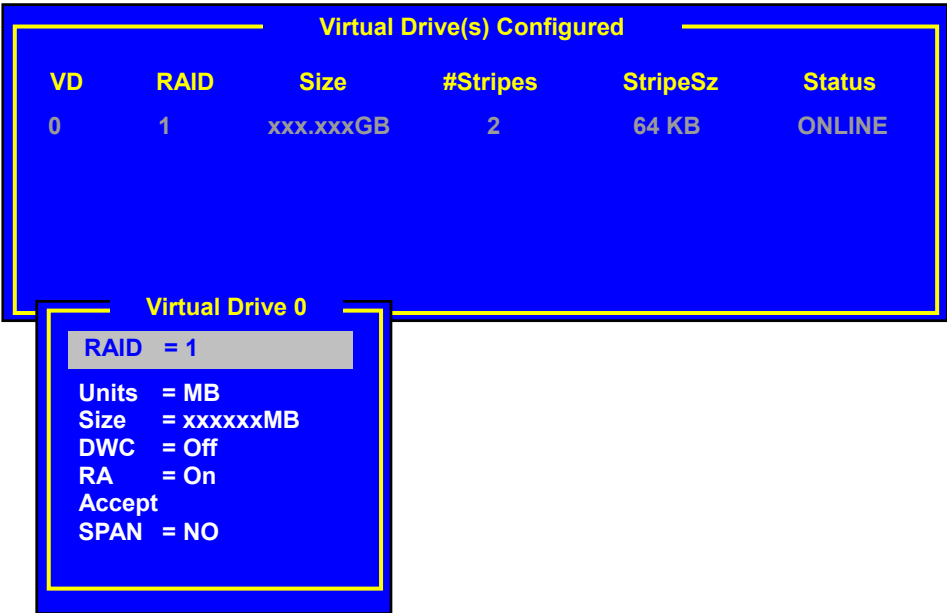 Virtual Drive(s) Configured
VD RAID Size #Stripes StripeSz Status
0 1 xxx.xxxGB 2 64 KB ONLINE
Virtual Drive 0
RAID = 1
Units = MB
Size = xxxxxxMB
DWC = Off
RA = On
Accept
SPAN = NO